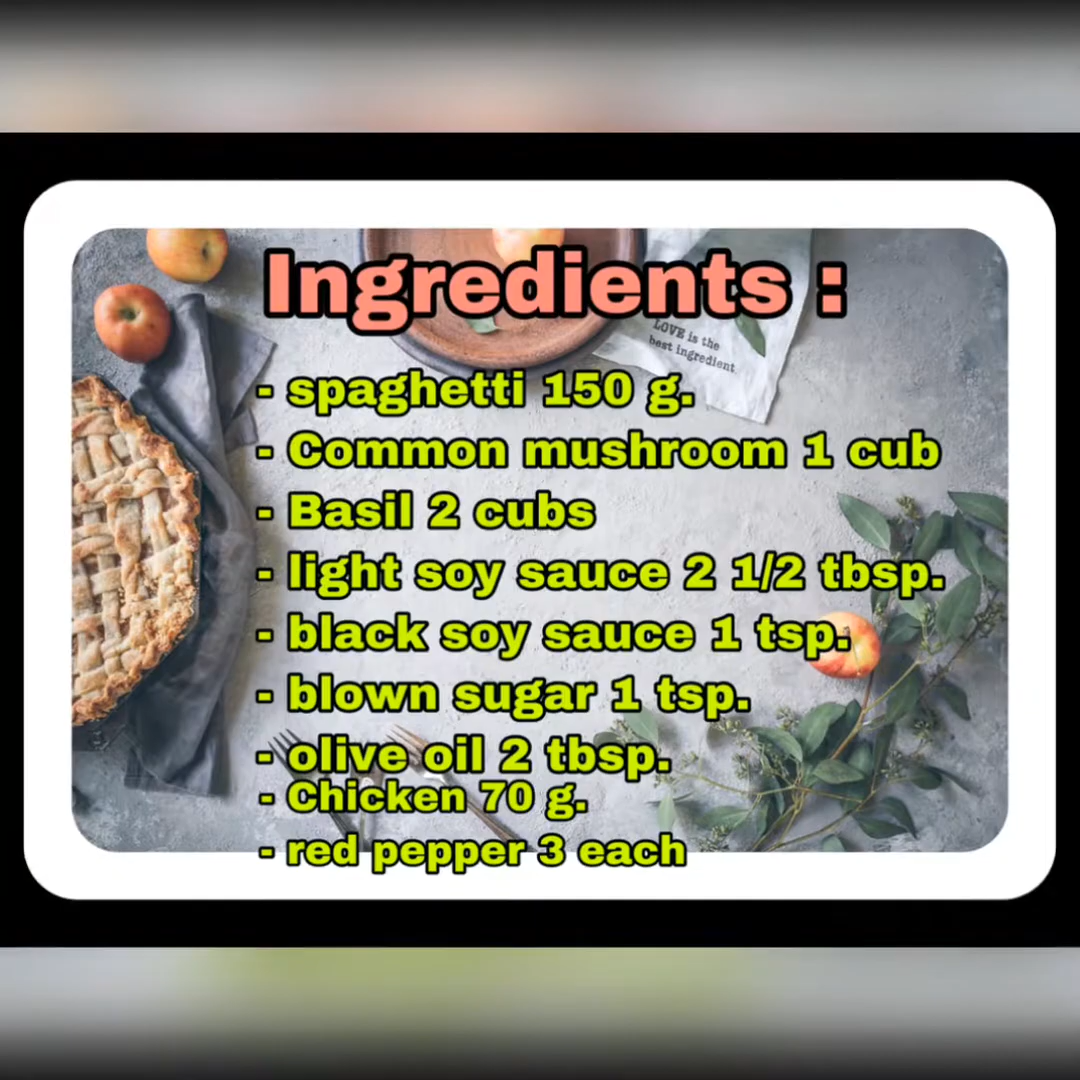 Ingredients :
LOVE is the
best ingredient
- spaghetti 150 g.
- Common mushroom 1 cub
- Basil 2 cubs
- light soy sauce 2 1/2 tbsp.
- black soy sauce 1 tsp.
- blown sugar 1 tsp.
- olive oil 2 tbsp.
- Chicken 70 g.
- red pepper 3 each